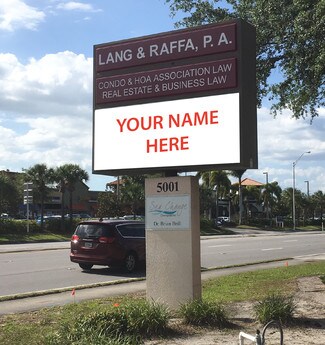 LANG & RAFFA, P.A.
CONDO & HOA ASSOCIATION LAW
REAL ESTATE & BUSINESS LAW
YOUR NAME
HERE
5001